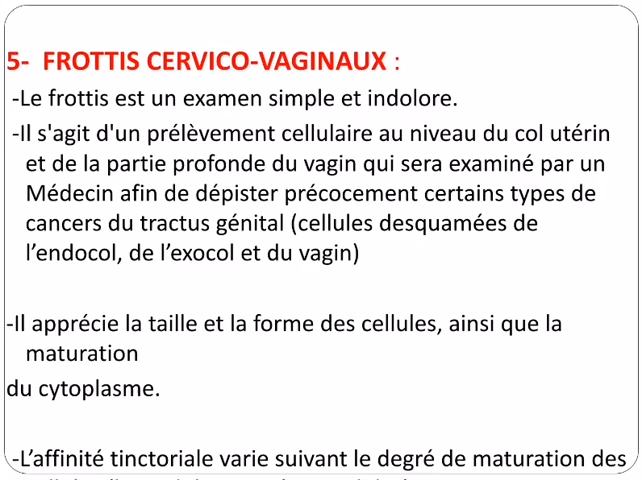 5- FROTTIS CERVICO-VAGINAUX :
-Le frottis est un examen simple et indolore.
-Il s'agit d'un prélèvement cellulaire au niveau du col utérin
et de la partie profonde du vagin qui sera examiné par un
Médecin afin de dépister précocement certains types de
cancers du tractus génital (cellules desquamées de
l’endocol, de l’exocol et du vagin)
-Il apprécie la taille et la forme des cellules, ainsi que la
maturation
du cytoplasme.
-L’affinité tinctoriale varie suivant le degré de maturation des